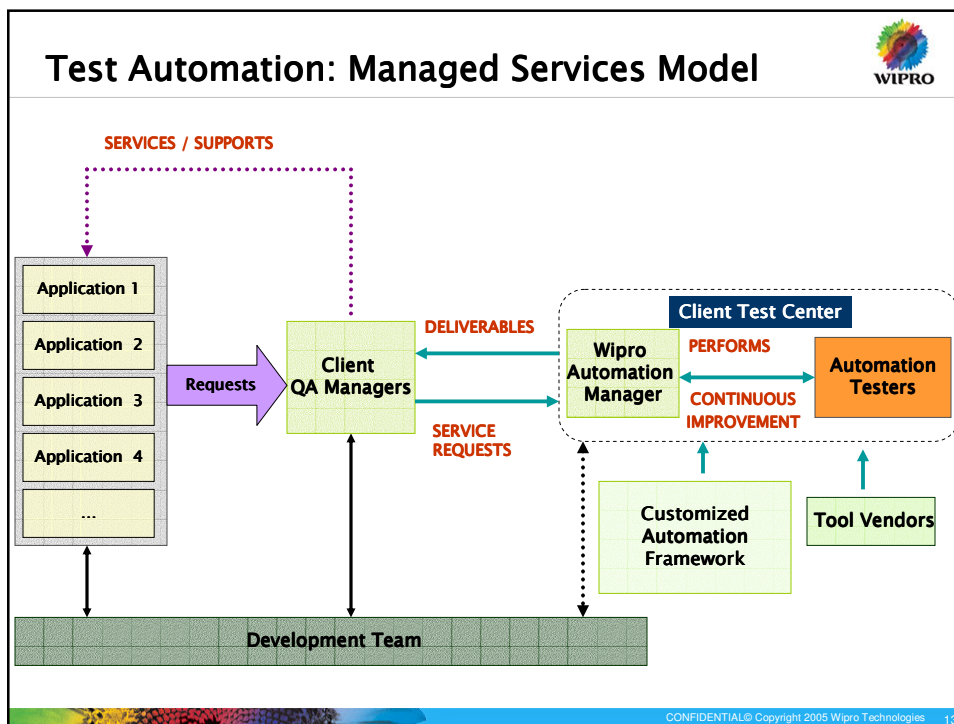 Test Automation: Managed Services Model
WIPRO
SERVICES / SUPPORTS
Application 1
Application 2
Application 3
Application 4
...
Requests
Client
QA Managers
DELIVERABLES
SERVICE
REQUESTS
Client Test Center
Wipro
Automation
Manager
PERFORMS
CONTINUOUS
IMPROVEMENT
Automation
Testers
Customized
Automation
Framework
Tool Vendors
Development Team
CONFIDENTIAL© Copyright 2005 Wipro Technologies